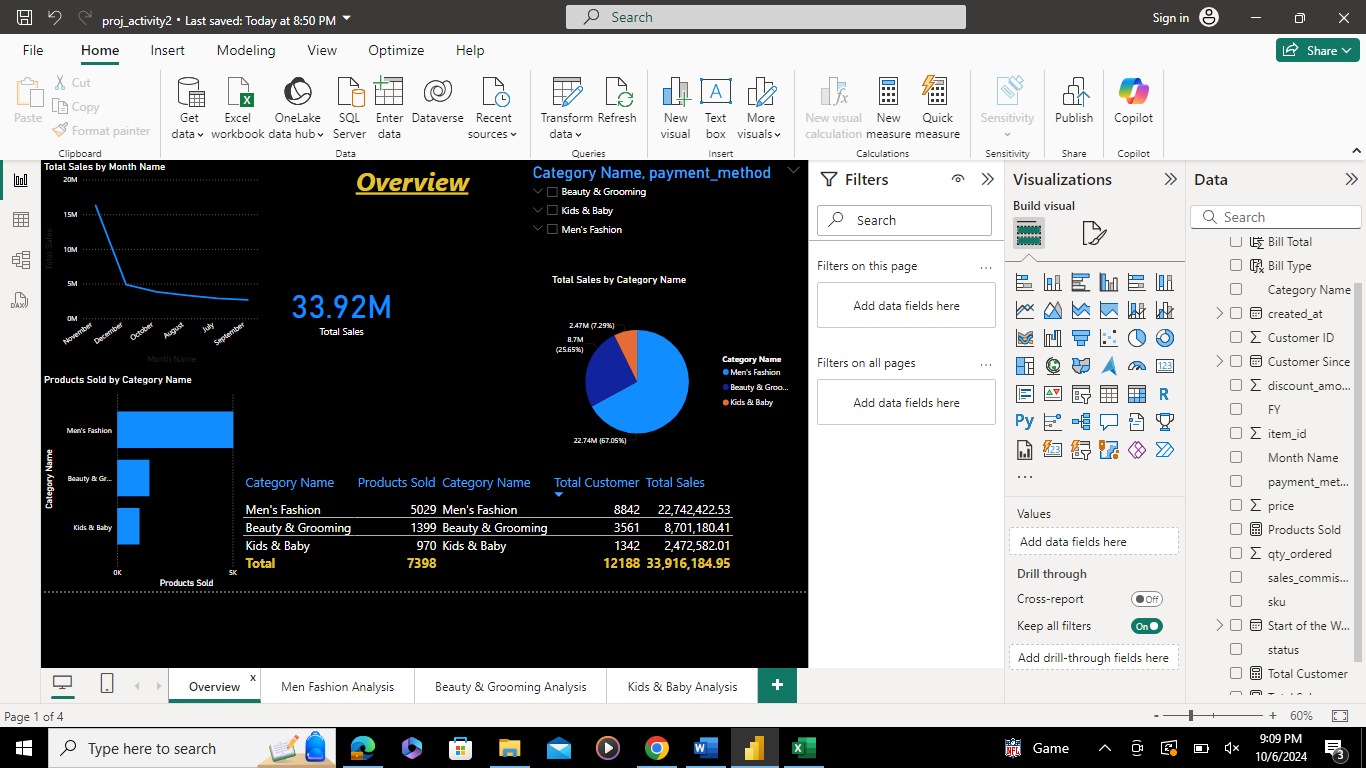 proj_activity2 • Last saved: Today at 8:50 PM
Search
Sign in
File Home Insert Modeling View Optimize Help
Share
Paste
Cut
Copy
Format painter
Clipboard
Get data
Excel workbook
OneLake data hub
SQL Server
Enter data
Dataverse
Recent sources
Data
Transform data
Refresh
Queries
New visual
Text box
More visuals
Insert
New visual calculation
New measure
Quick measure
Calculations
Sensitivity
Sensitivity
Publish
Share
Copilot
Copilot
Total Sales by Month Name
20M
15M
10M
5M
0M
Total Sales
November December October August July September
Month Name
Overview
33.92M
Total Sales
Category Name, payment_method
Beauty & Grooming
Kids & Baby
Men's Fashion
Total Sales by Category Name
2.47M (7.29%)
8.7M
(25.65%)
22.74M (67.05%)
Category Name
Men's Fashion
Beauty & Groo...
Kids & Baby
Products Sold by Category Name
Category Name
Men's Fashion
Beauty & Gr...
Kids & Baby
0K 5K
Products Sold
Category Name Products Sold
Men's Fashion 5029
Beauty & Grooming 1399
Kids & Baby 970
Total 7398
Category Name Total Customer Total Sales
Men's Fashion 8842 22,742,422.53
Beauty & Grooming 3561 8,701,180.41
Kids & Baby 1342 2,472,582.01
12188 33,916,184.95
Filters
Search
Filters on this page ...
Add data fields here
Filters on all pages ...
Add data fields here
Visualizations
Build visual
123
R
Py
123
...
Values
Add data fields here
Drill through
Cross-report Off
Keep all filters On
Add drill-through fields here
Data
Search
Bill Total
Bill Type
Category Name
created_at
Customer ID
Customer Since
discount_amo...
FY
item_id
Month Name
payment_met...
price
Products Sold
qty_ordered
sales_commis...
sku
Start of the W...
status
Total Customer
Overview x
Men Fashion Analysis
Beauty & Grooming Analysis
Kids & Baby Analysis
+
Page 1 of 4
- + 60%
Type here to search
Game
9:09 PM
10/6/2024
3